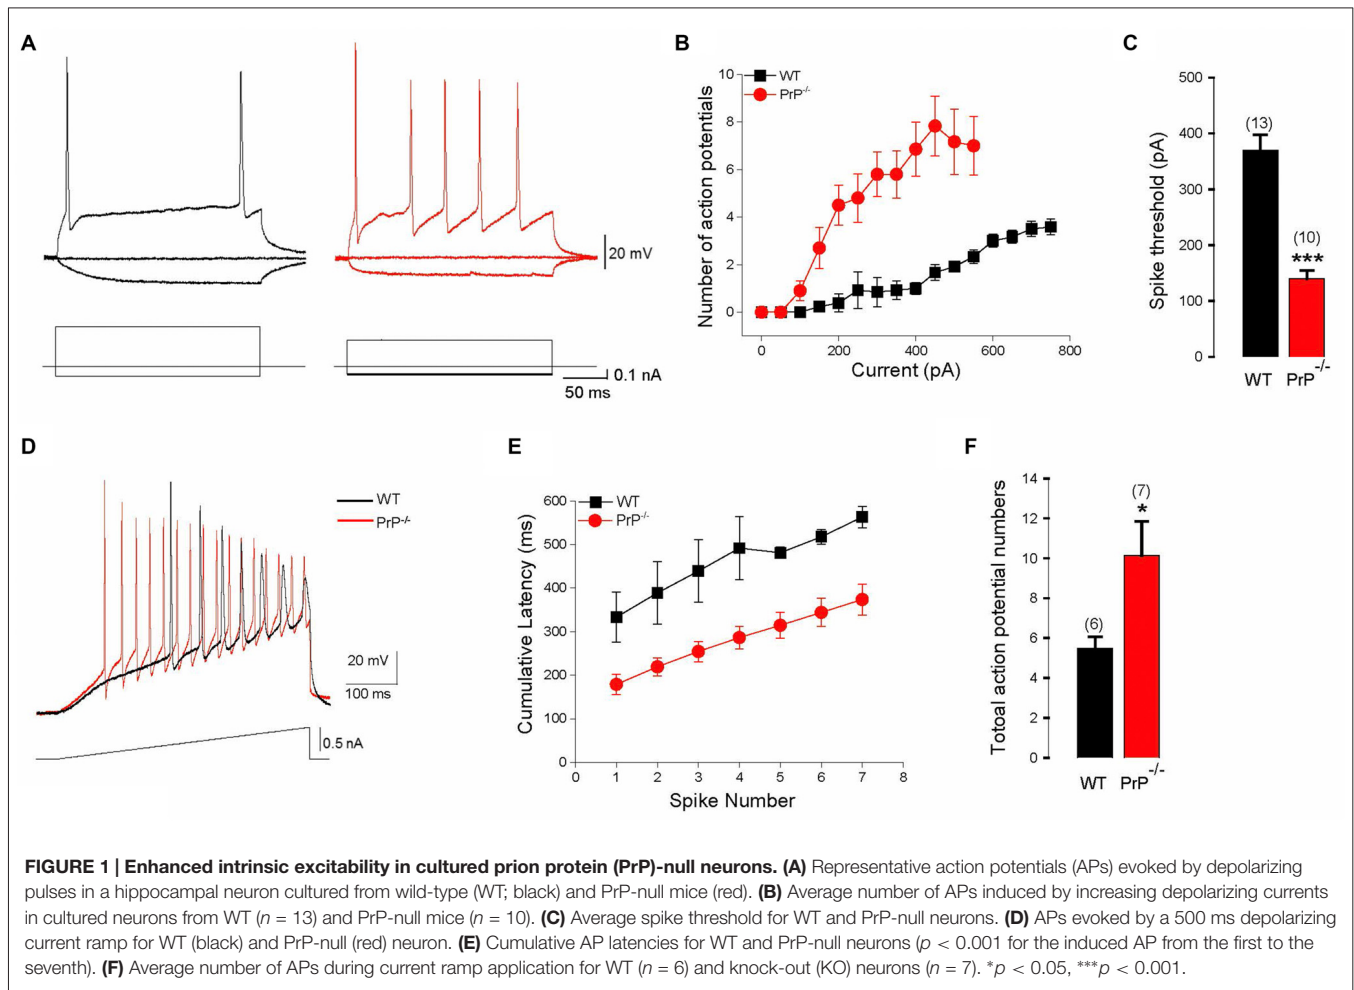 A
20 mV
0.1 nA
50 ms
B
WT
PrP-/-
Number of action potentials
10
8
6
4
2
0
0 200 400 600 800
Current (pA)
C
Spike threshold (pA)
500
400
300
200
100
0
(13)
(10)
***
WT PrP-/-
D
WT
PrP-/-
20 mV
100 ms
0.5 nA
E
WT
PrP-/-
Cumulative Latency (ms)
600
500
400
300
200
100
0
0 1 2 3 4 5 6 7 8
Spike Number
F
Totoal action potential numbers
14
12
10
8
6
4
2
0
(6)
(7)
*
WT PrP-/-
FIGURE 1 | Enhanced intrinsic excitability in cultured prion protein (PrP)-null neurons. (A) Representative action potentials (APs) evoked by depolarizing
pulses in a hippocampal neuron cultured from wild-type (WT; black) and PrP-null mice (red). (B) Average number of APs induced by increasing depolarizing currents
in cultured neurons from WT (n = 13) and PrP-null mice (n = 10). (C) Average spike threshold for WT and PrP-null neurons. (D) APs evoked by a 500 ms depolarizing
current ramp for WT (black) and PrP-null (red) neuron. (E) Cumulative AP latencies for WT and PrP-null neurons (p < 0.001 for the induced AP from the first to the
seventh). (F) Average number of APs during current ramp application for WT (n = 6) and knock-out (KO) neurons (n = 7). *p < 0.05, ***p < 0.001.